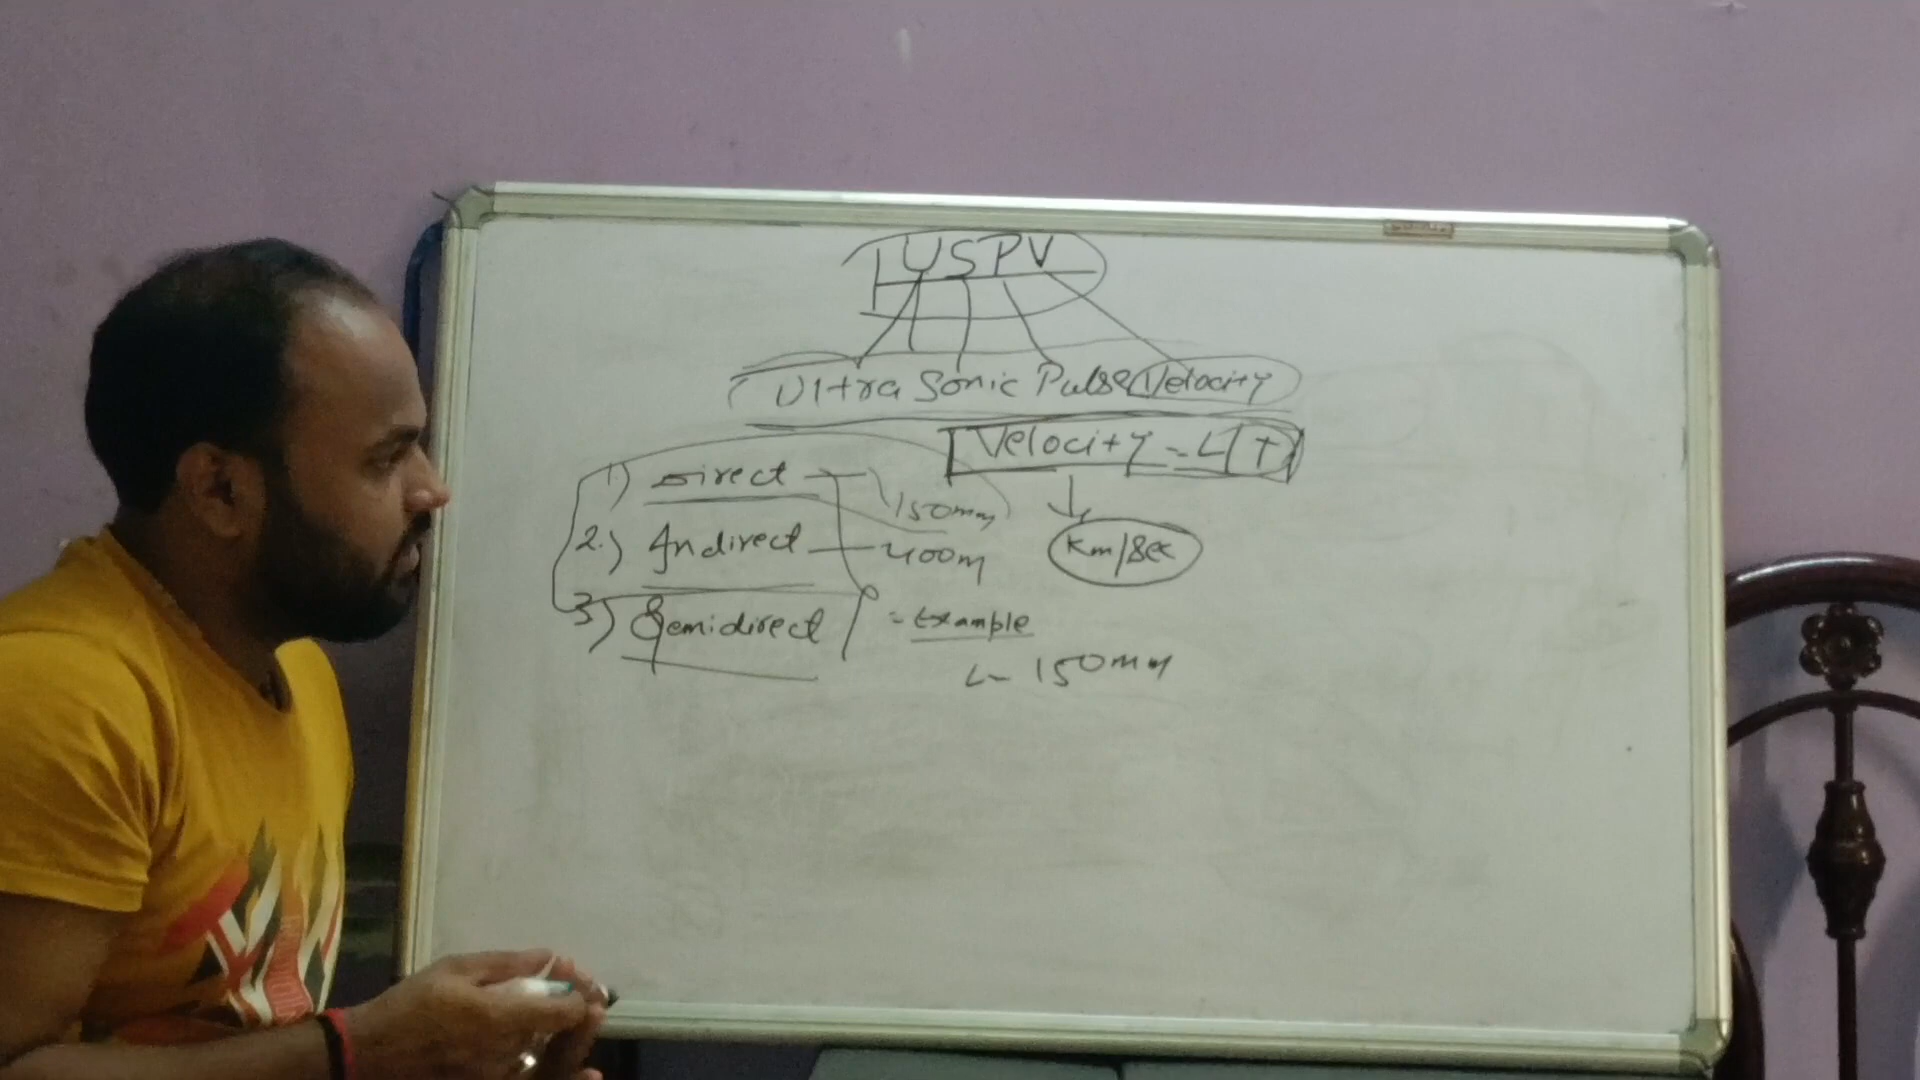 USPV
Ultra Sonic Pulse Velocity
Velocity = L/T
1) Direct 150mm
2.) Indirect 400m
Km/Sec
3) Semidirect = Example
L- 150mm